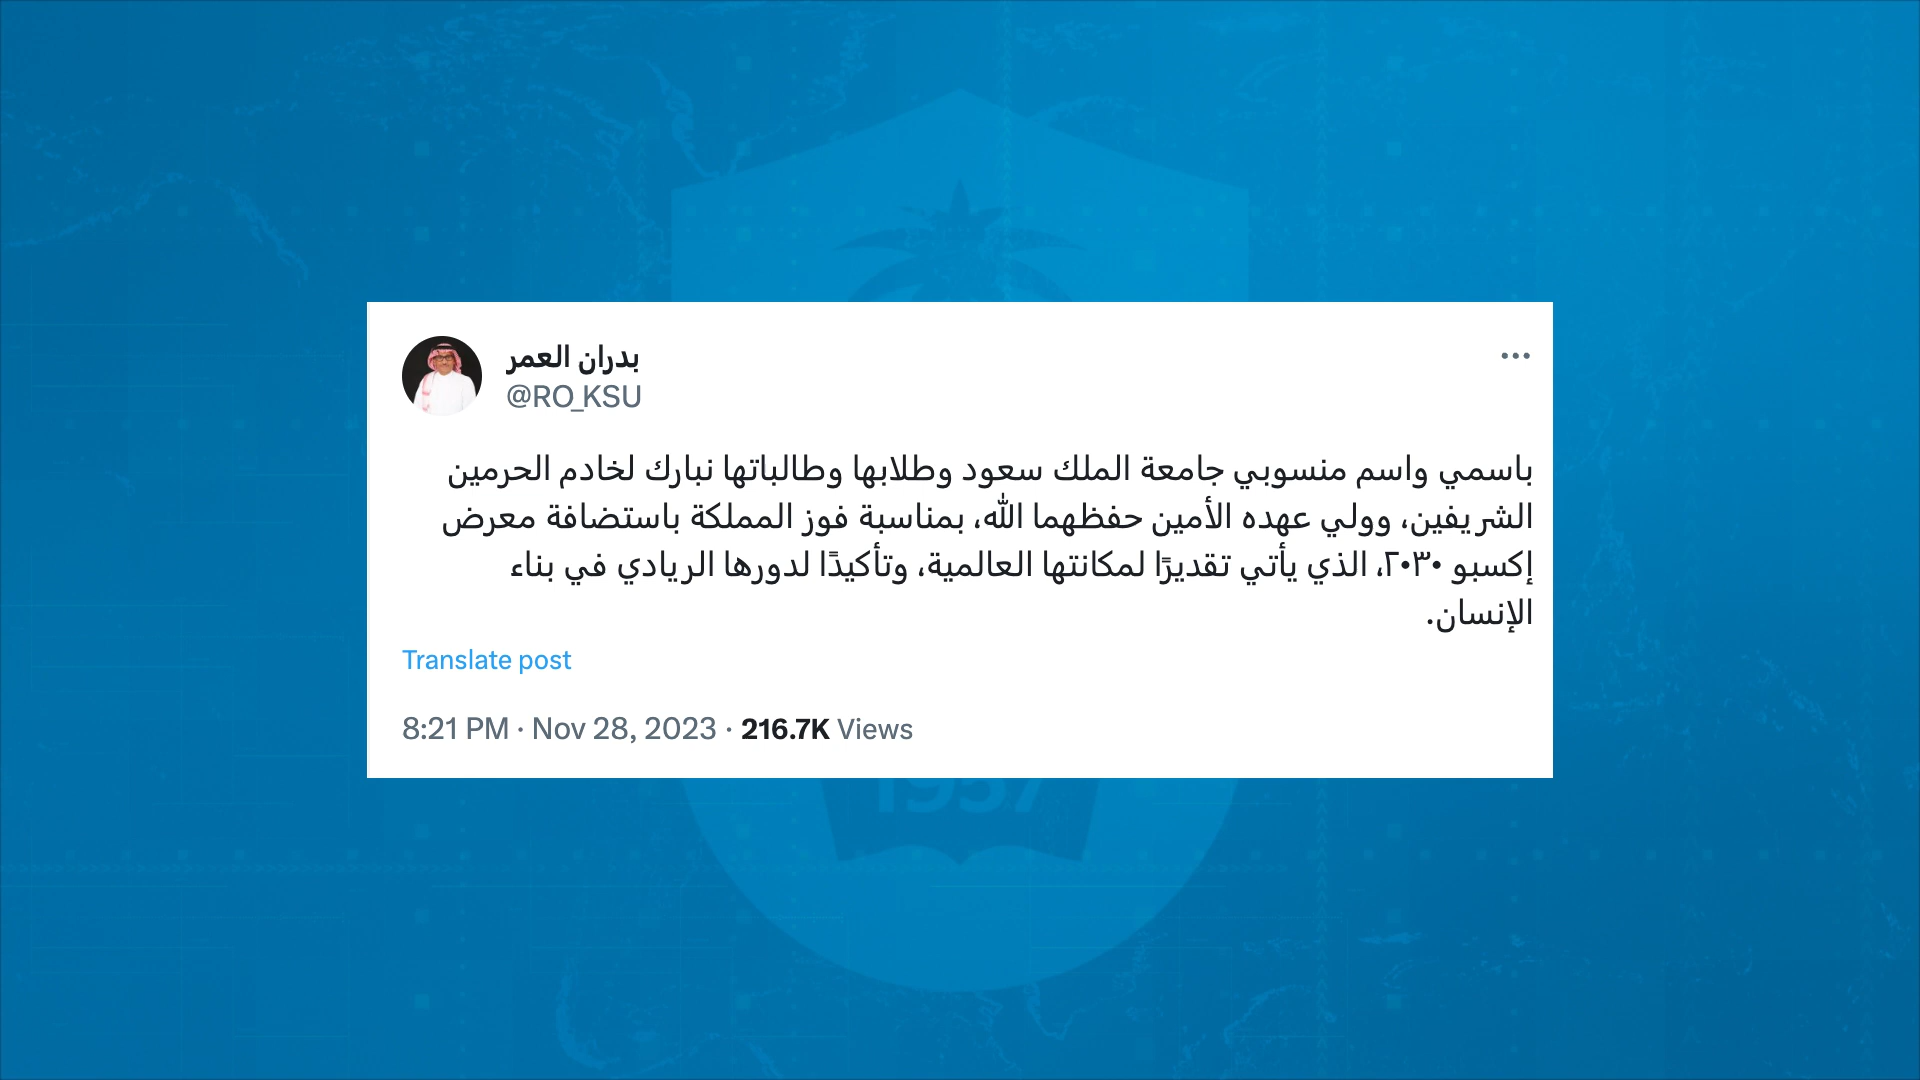 بدران العمر
@RO_KSU
باسمي واسم منسوبي جامعة الملك سعود وطلابها وطالباتها نبارك لخادم الحرمين
الشريفين، وولي عهده الأمين حفظهما الله، بمناسبة فوز المملكة باستضافة معرض
إكسبو ٢٠٣٠، الذي يأتي تقديرًا لمكانتها العالمية، وتأكيدًا لدورها الريادي في بناء
الإنسان.
Translate post
8:21 PM · Nov 28, 2023 · 216.7K Views
1957